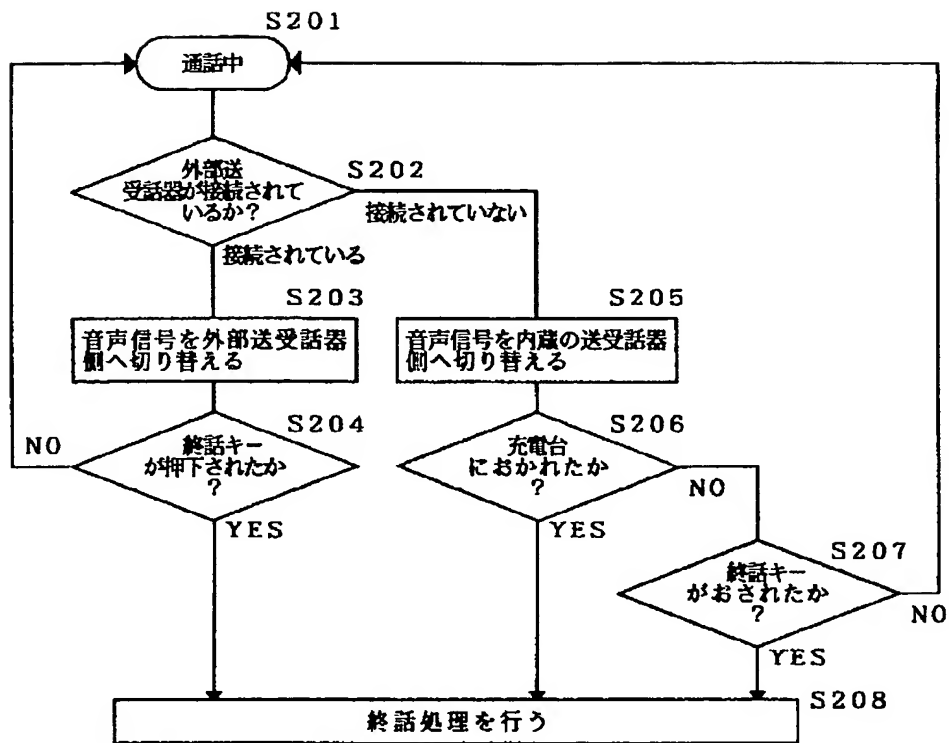 S201
通話中
外部送
受話器が接続されて
いるか？
S202
接続されていない
接続されている
S203
音声信号を外部送受話器
側へ切り替える
S205
音声信号を内蔵の送受話器
側へ切り替える
S204
終話キー
が押下されたか
？
NO
YES
S206
充電台
におかれたか
？
NO
YES
S207
終話キー
がおされたか
？
NO
YES
S208
終話処理を行う